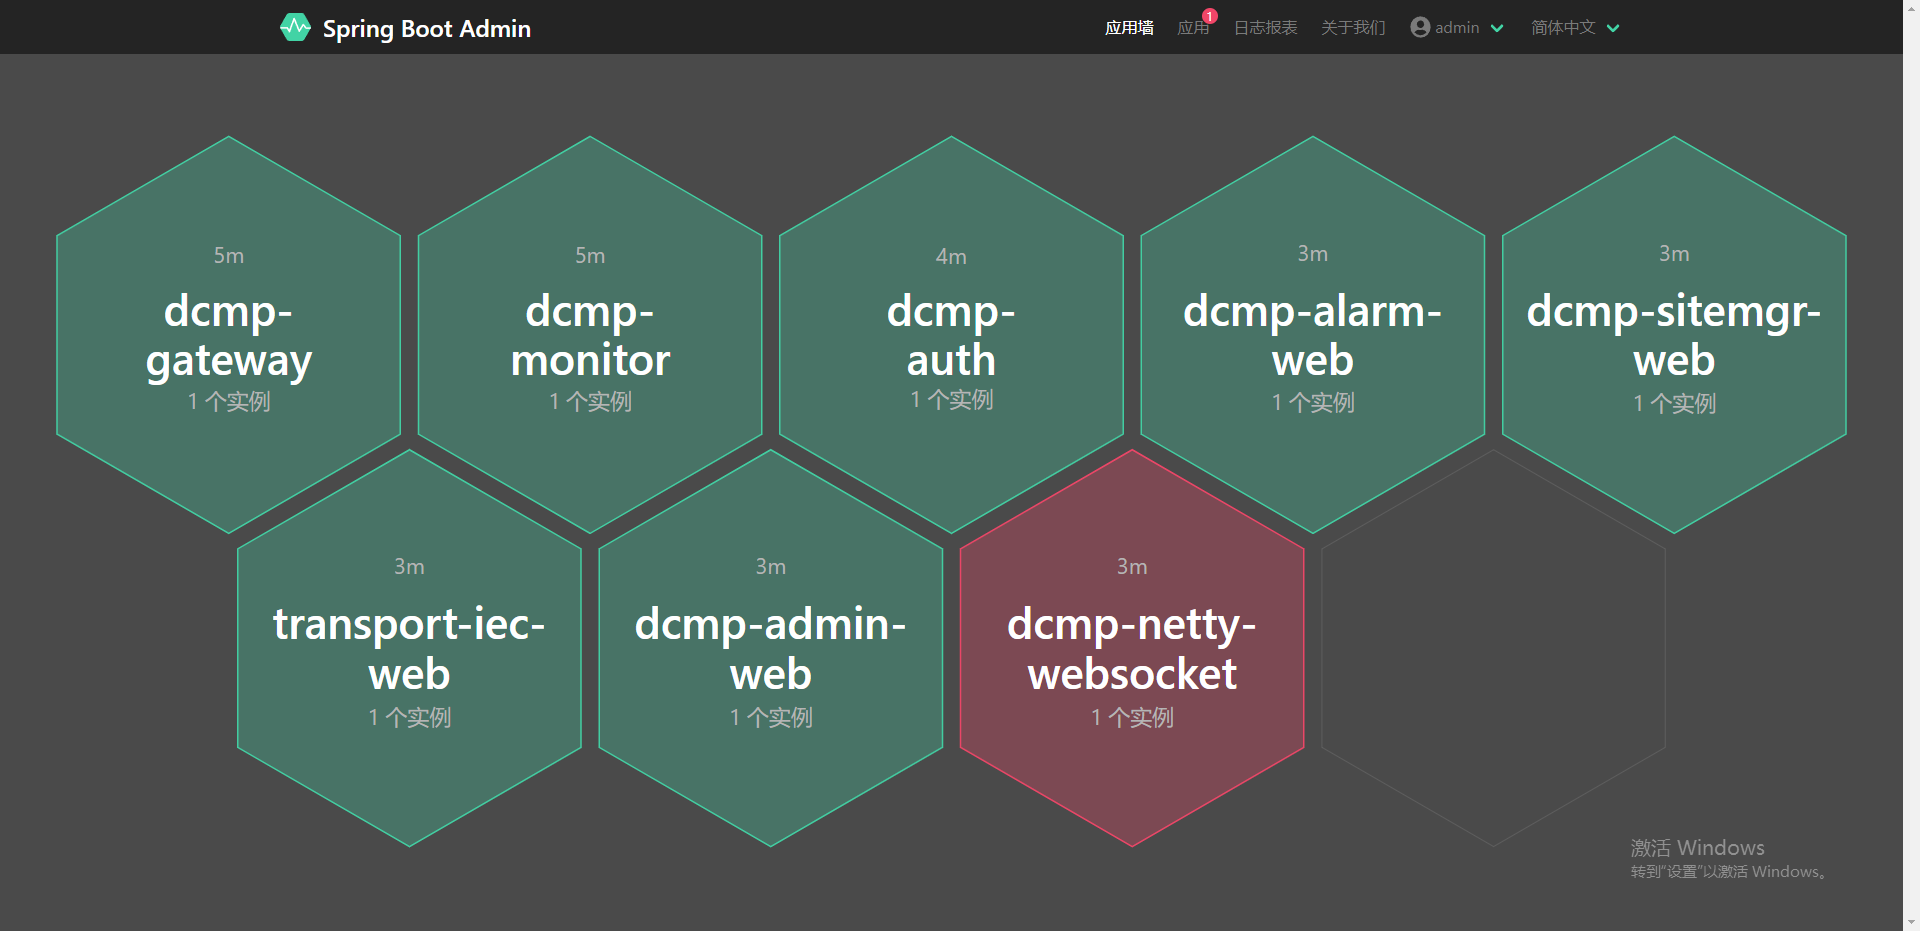 Spring Boot Admin
应用墙
应用
1
日志报表
关于我们
admin
简体中文
5m
dcmp-
gateway
1 个实例
5m
dcmp-
monitor
1 个实例
4m
dcmp-
auth
1 个实例
3m
dcmp-alarm-
web
1 个实例
3m
dcmp-sitemgr-
web
1 个实例
3m
transport-iec-
web
1 个实例
3m
dcmp-admin-
web
1 个实例
3m
dcmp-netty-
websocket
1 个实例
激活 Windows
转到"设置"以激活 Windows。